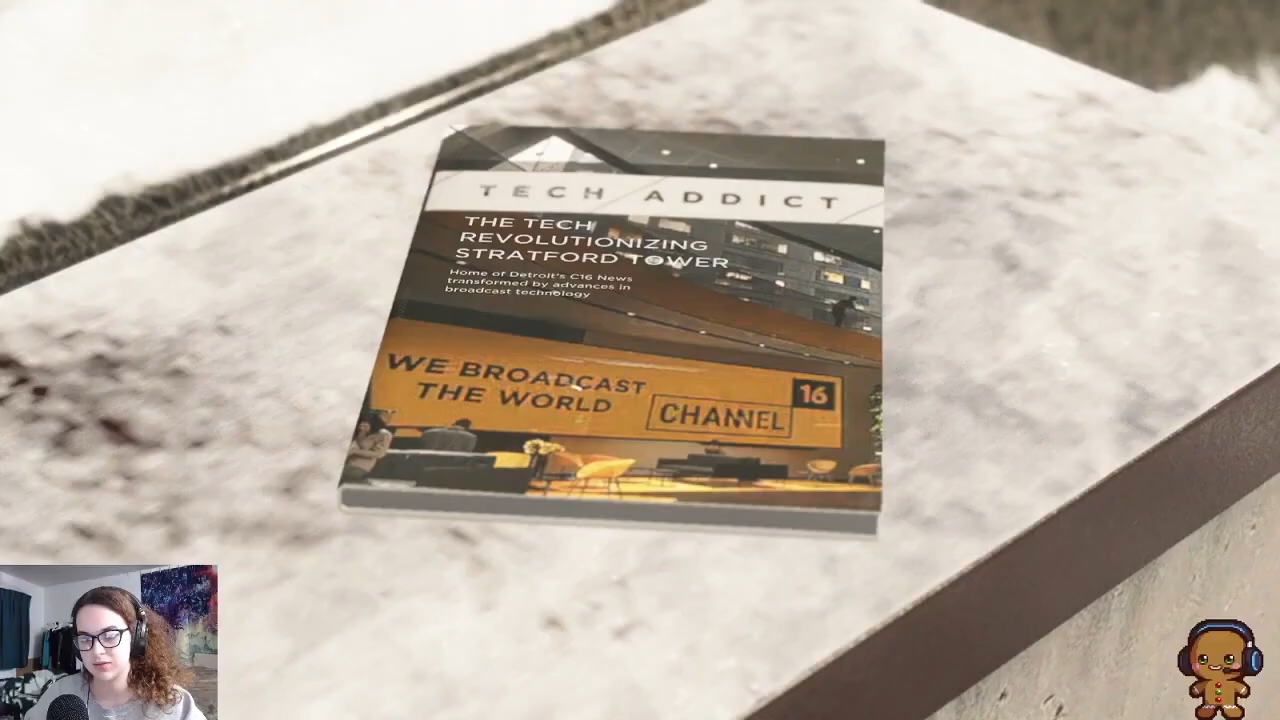 TECH ADDICT
THE TECH
REVOLUTIONIZING
STRATFORD TOWER
Home of Detroit's C16 News
transformed by advances in
broadcast technology
WE BROADCAST
THE WORLD
CHANNEL
16